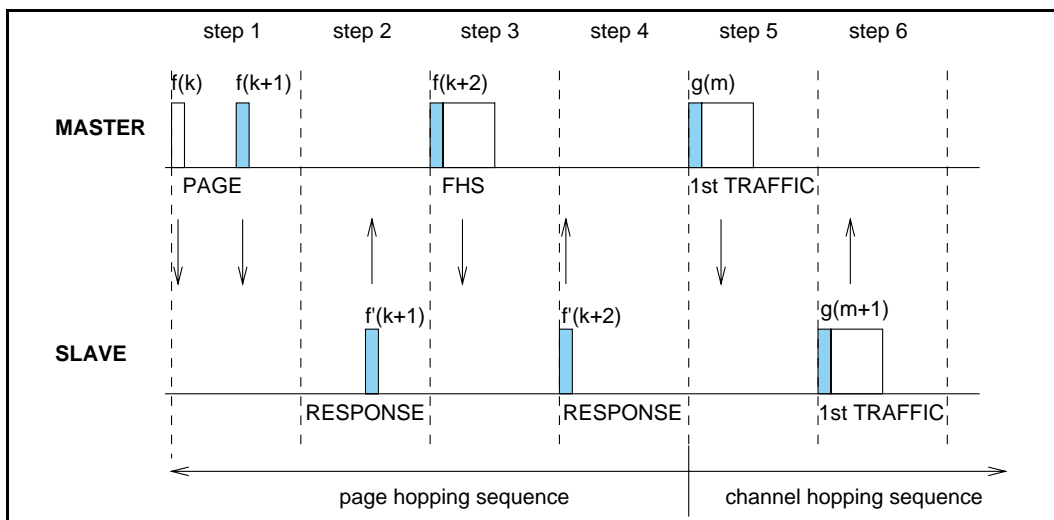 step 1 step 2 step 3 step 4 step 5 step 6
f(k) f(k+1) f(k+2) g(m)
MASTER
PAGE FHS 1st TRAFFIC
f'(k+1) f'(k+2) g(m+1)
SLAVE
RESPONSE RESPONSE 1st TRAFFIC
page hopping sequence channel hopping sequence